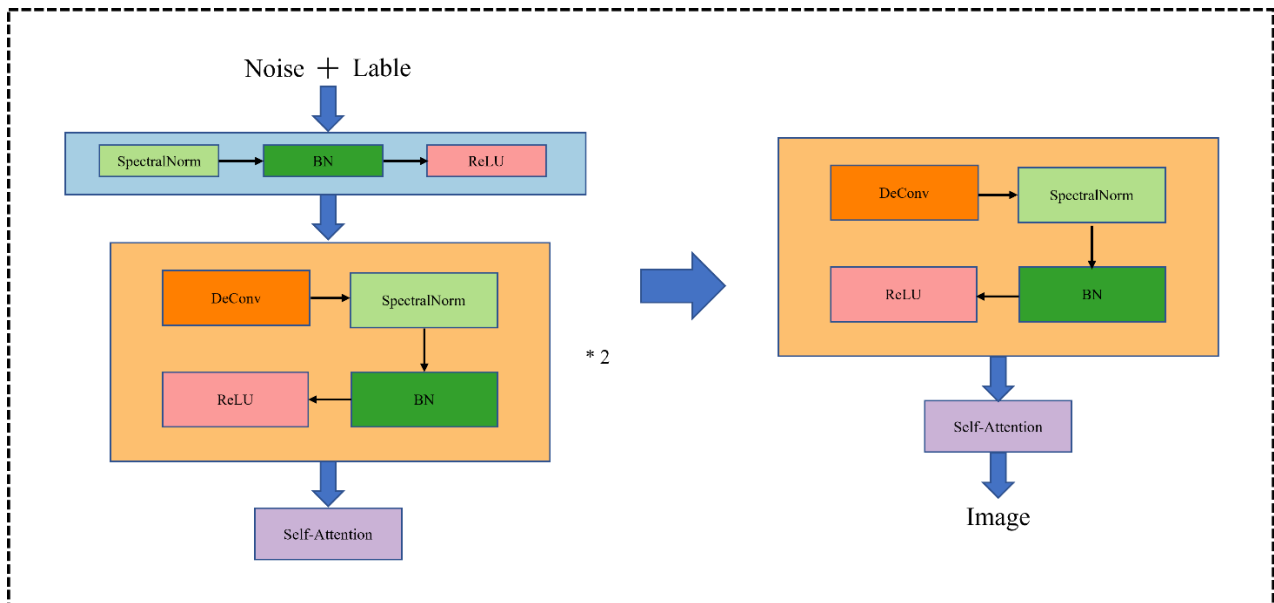 Noise + Lable
SpectralNorm
BN
ReLU
DeConv
SpectralNorm
ReLU
BN
* 2
Self-Attention
DeConv
SpectralNorm
ReLU
BN
Self-Attention
Image